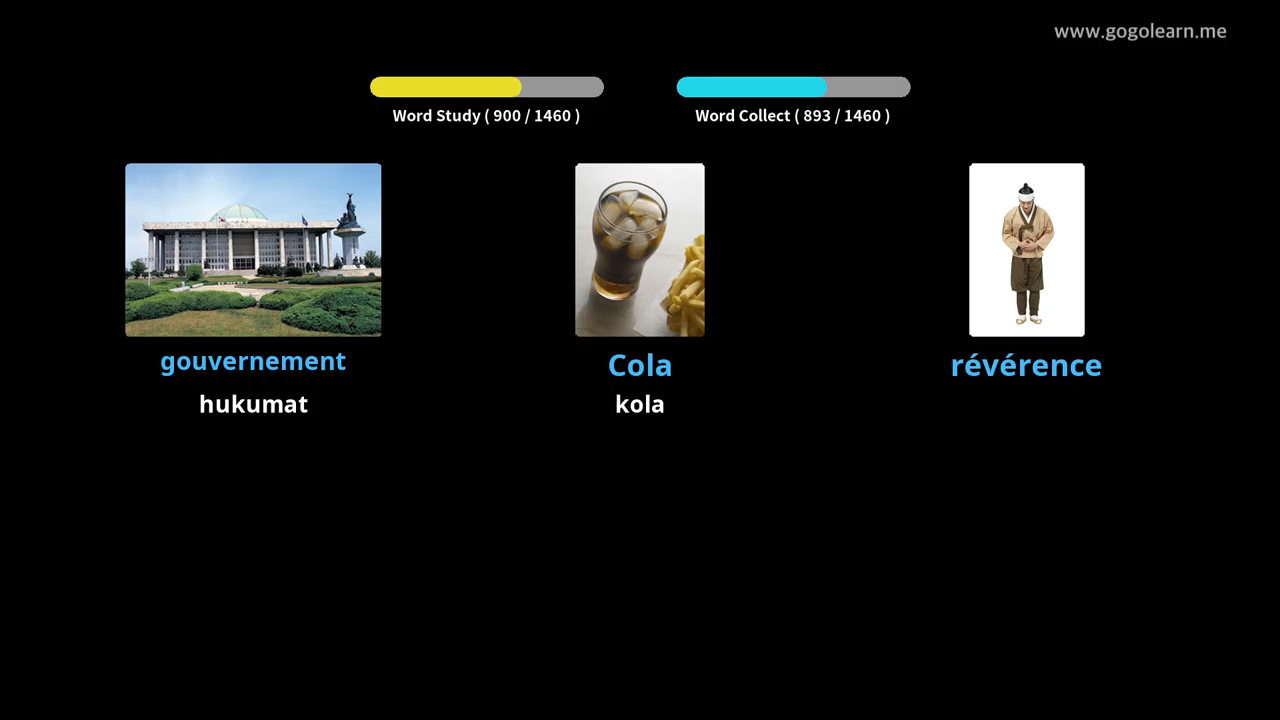 www.gogolearn.me
Word Study ( 900 / 1460 )
Word Collect ( 893 / 1460 )
gouvernement
Cola
révérence
hukumat
kola